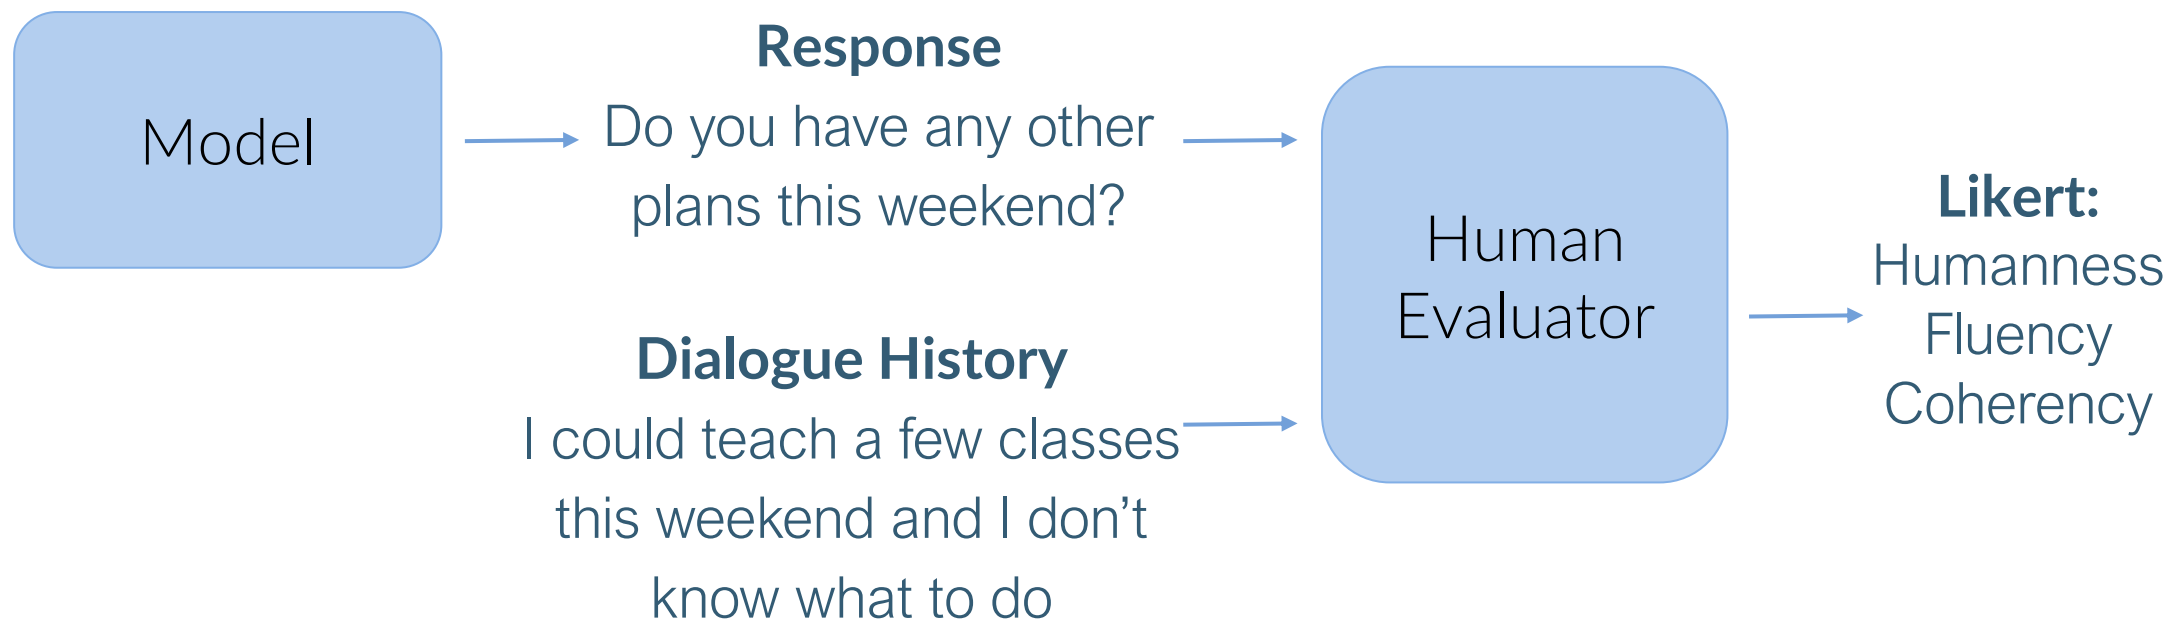 Model
Response
Do you have any other
plans this weekend?
Dialogue History
I could teach a few classes
this weekend and I don’t
know what to do
Human
Evaluator
Likert:
Humanness
Fluency
Coherency